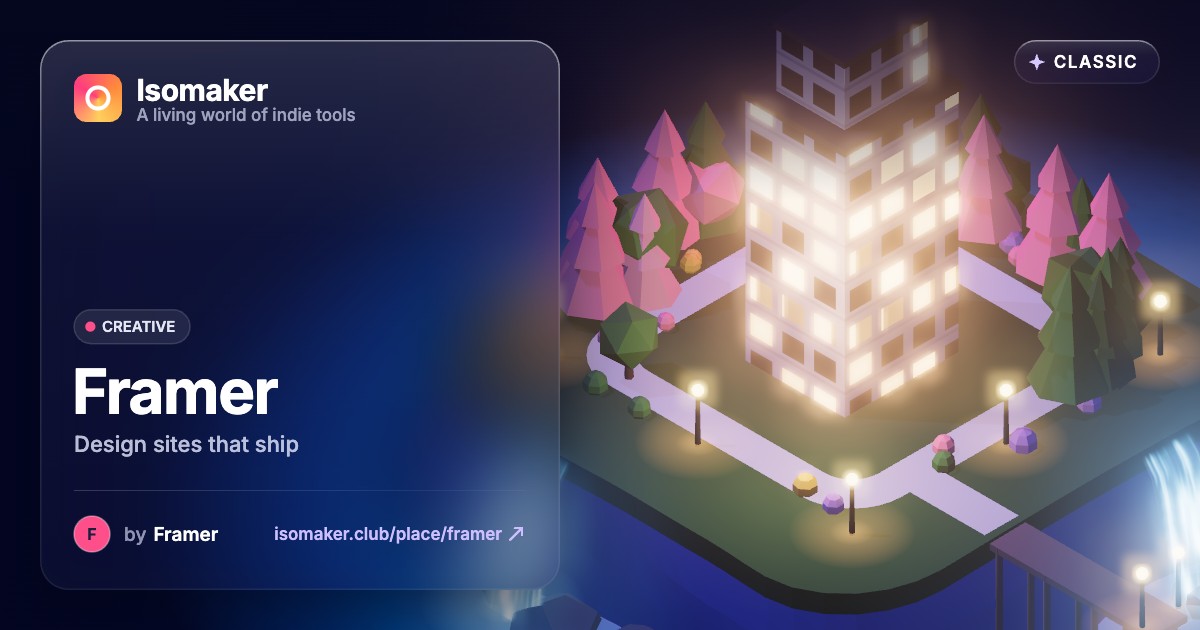 Isomaker
A living world of indie tools
CLASSIC
CREATIVE
Framer
Design sites that ship
F
by Framer
isomaker.club/place/framer ↗